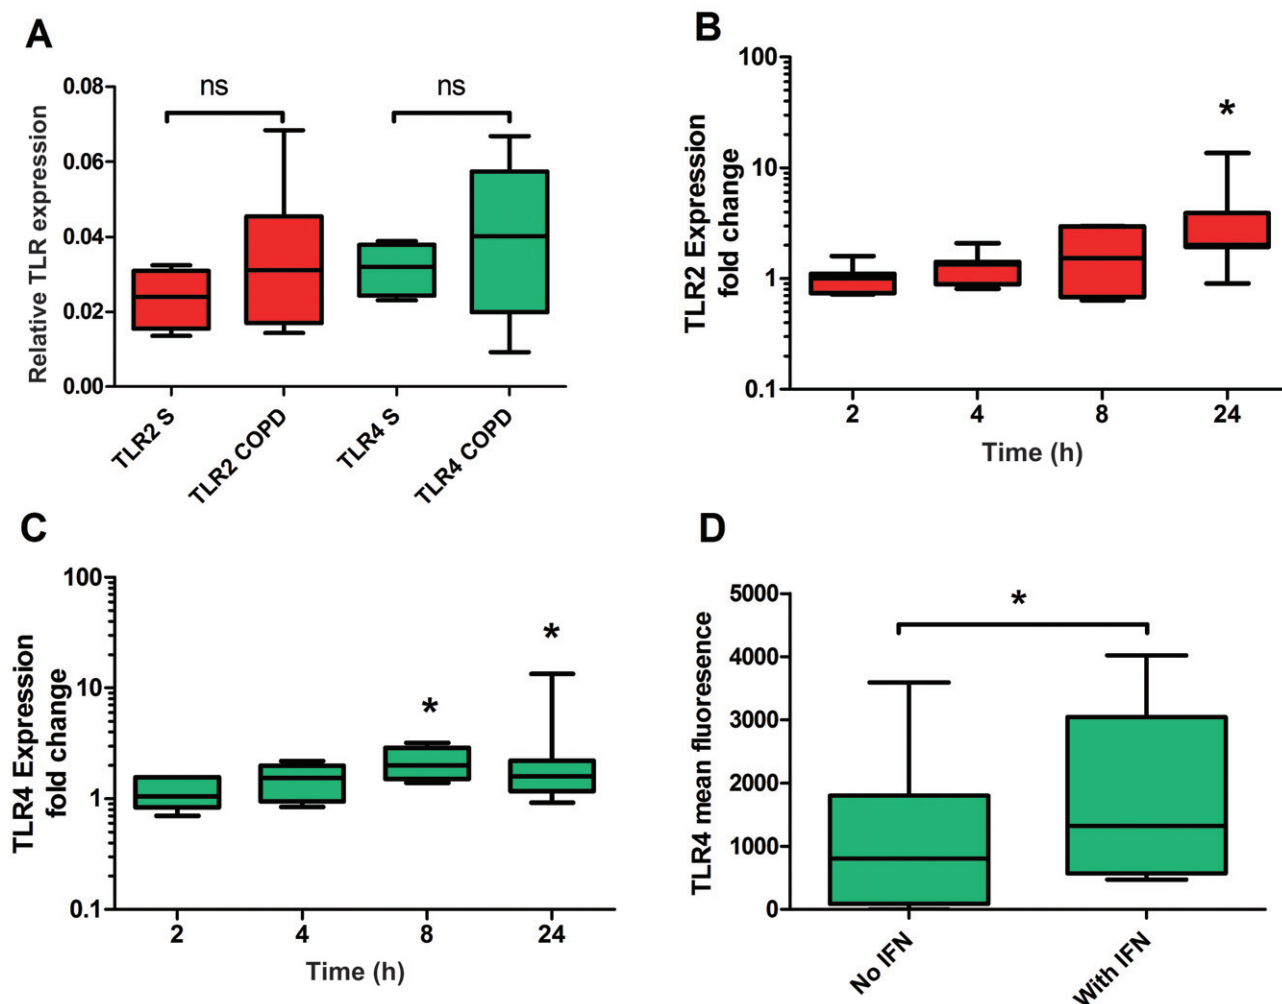 A
Relative TLR expression
0.08
0.06
0.04
0.02
0.00
ns
ns
TLR2 S
TLR2 COPD
TLR4 S
TLR4 COPD
B
TLR2 Expression
fold change
100
10
1
0.1
*
2 4 8 24
Time (h)
C
TLR4 Expression
fold change
100
10
1
0.1
*
*
2 4 8 24
Time (h)
D
TLR4 mean fluoresence
5000
4000
3000
2000
1000
0
*
No IFN
With IFN